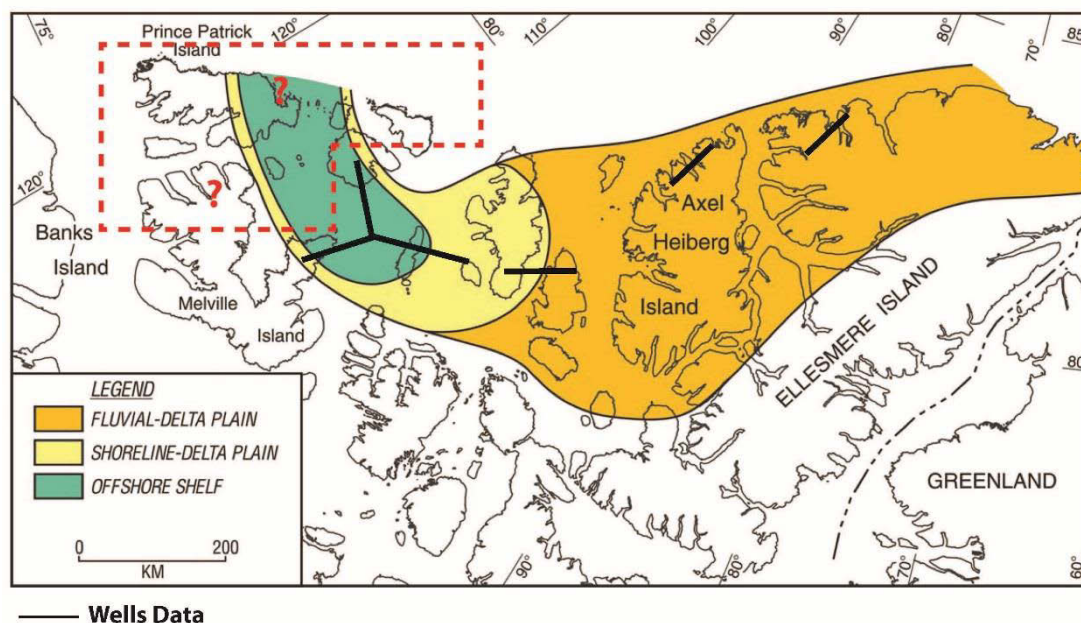 75°
120°
80°
110°
100°
90°
80°
70°
85°
Prince Patrick
Island
?
?
120°
Banks
Island
Melville
Island
Axel
Heiberg
Island
ELLESMERE ISLAND
GREENLAND
LEGEND
FLUVIAL-DELTA PLAIN
SHORELINE-DELTA PLAIN
OFFSHORE SHELF
0 200
KM
90°
80°
70°
60°
80
Wells Data